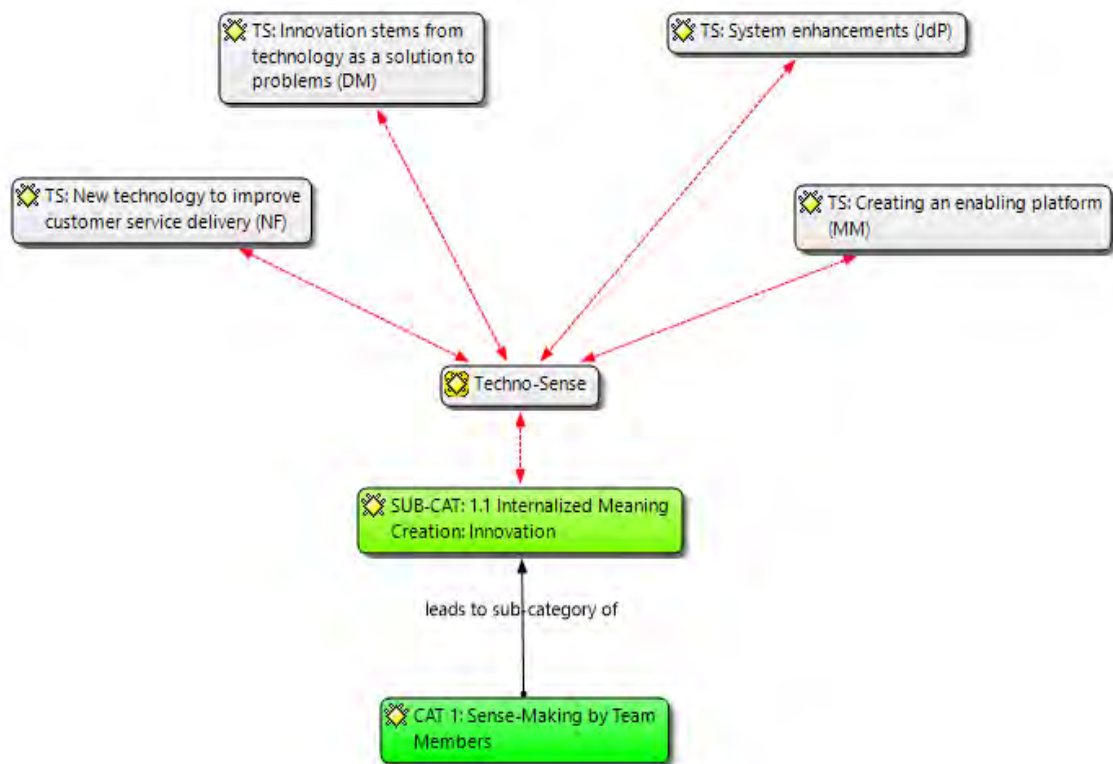 TS: Innovation stems from
technology as a solution to
problems (DM)
TS: System enhancements (JdP)
TS: New technology to improve
customer service delivery (NF)
TS: Creating an enabling platform
(MM)
Techno-Sense
SUB-CAT: 1.1 Internalized Meaning
Creation: Innovation
leads to sub-category of
CAT 1: Sense-Making by Team
Members